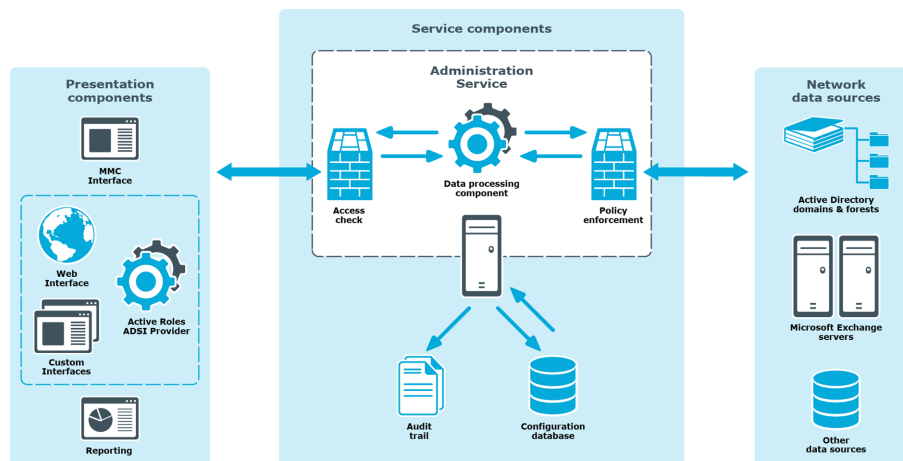 Presentation
components
MMC
Interface
Web
Interface
Active Roles
ADSI Provider
Custom
Interfaces
Reporting
Service components
Administration
Service
Access
check
Data processing
component
Policy
enforcement
Audit
trail
Configuration
database
Network
data sources
Active Directory
domains & forests
Microsoft Exchange
servers
Other
data sources